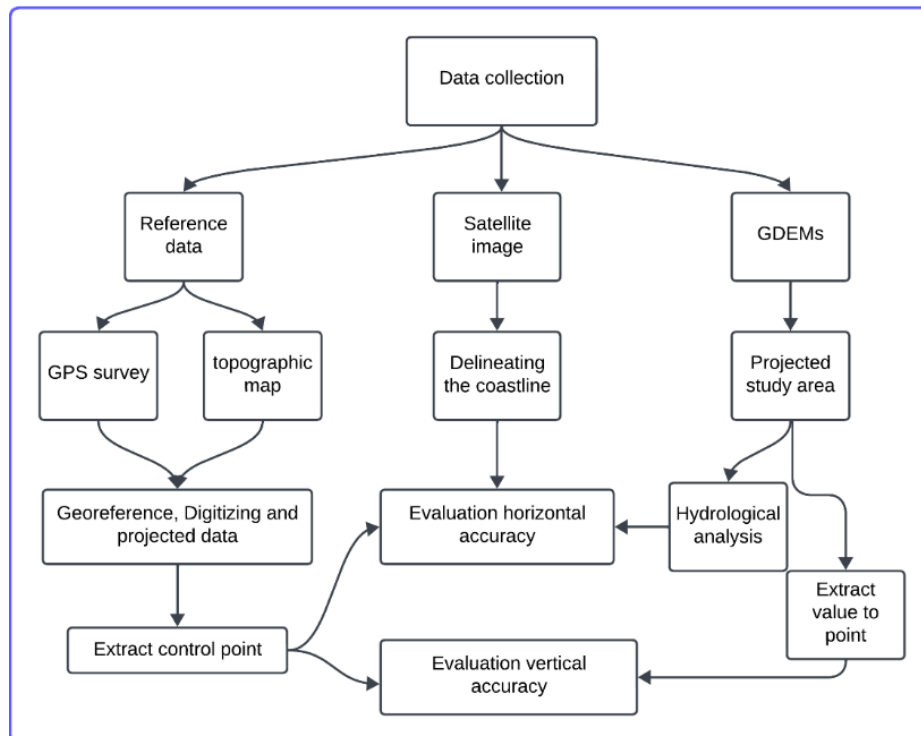 Data collection
Reference
data
Satellite
image
GDEMs
GPS survey
topographic
map
Delineating
the coastline
Projected
study area
Georeference, Digitizing and
projected data
Evaluation horizontal
accuracy
Hydrological
analysis
Extract
value to
point
Extract control point
Evaluation vertical
accuracy